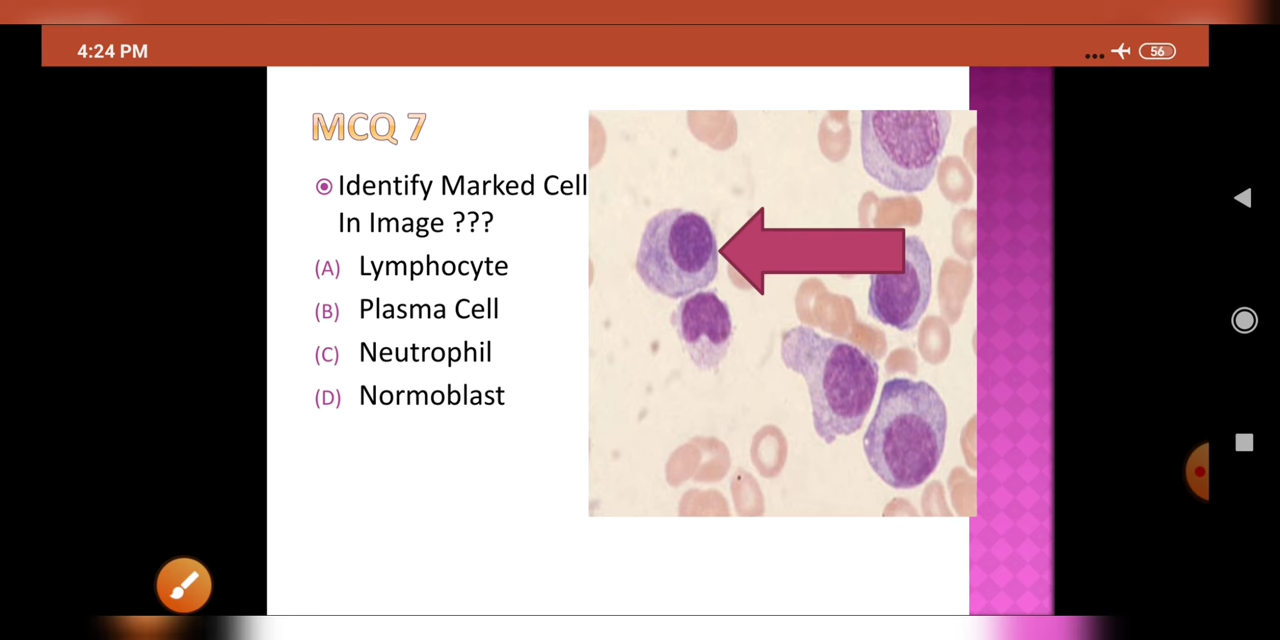 4:24 PM
56
MCQ 7
Identify Marked Cell
In Image ???
(A) Lymphocyte
(B) Plasma Cell
(C) Neutrophil
(D) Normoblast